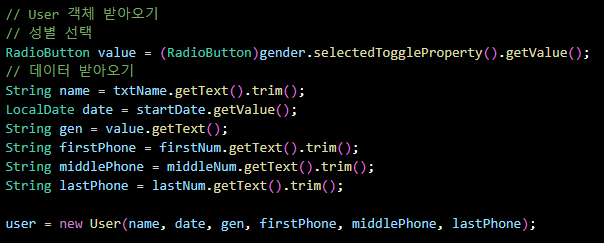 // User 객체 받아오기
// 성별 선택
RadioButton value = (RadioButton)gender.selectedToggleProperty().getValue();
// 데이터 받아오기
String name = txtName.getText().trim();
LocalDate date = startDate.getValue();
String gen = value.getText();
String firstPhone = firstNum.getText().trim();
String middlePhone = middleNum.getText().trim();
String lastPhone = lastNum.getText().trim();
user = new User(name, date, gen, firstPhone, middlePhone, lastPhone);